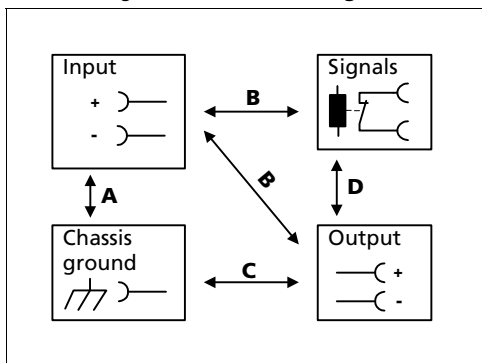 Input
+
-
Signals
B
B
A
D
Chassis
ground
C
Output
+
-